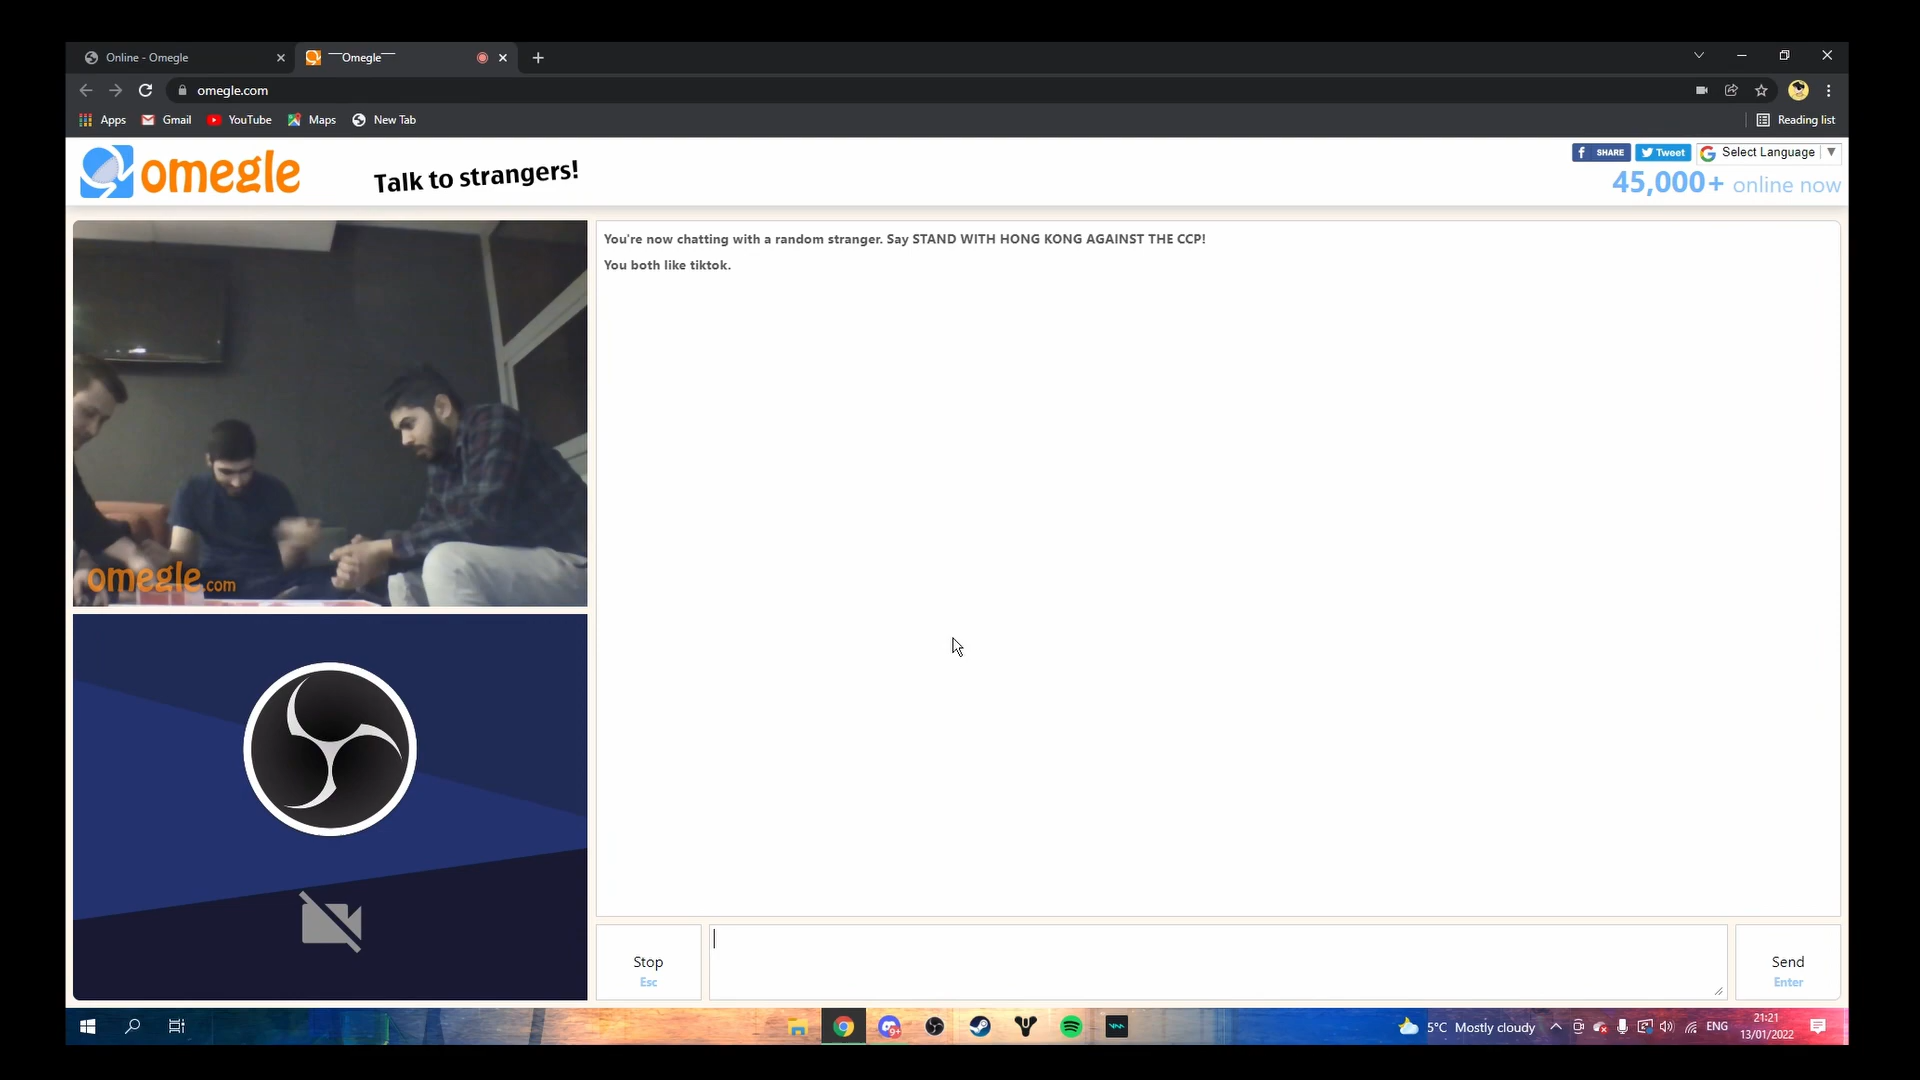 Online - Omegle
Omegle
omegle.com
Apps
Gmail
YouTube
Maps
New Tab
Reading list
omegle
Talk to strangers!
f SHARE
Tweet
G Select Language ▼
45,000+ online now
You're now chatting with a random stranger. Say STAND WITH HONG KONG AGAINST THE CCP!
You both like tiktok.
omegle.com
Stop
Esc
Send
Enter
9+
5°C Mostly cloudy
ENG
21:21
13/01/2022